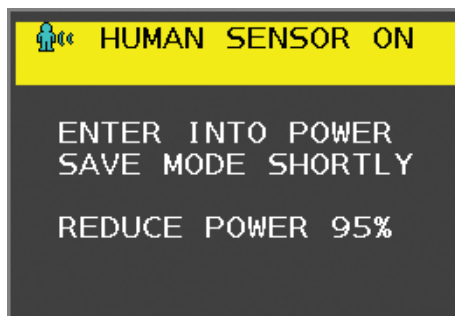 HUMAN SENSOR ON
ENTER INTO POWER
SAVE MODE SHORTLY
REDUCE POWER 95%